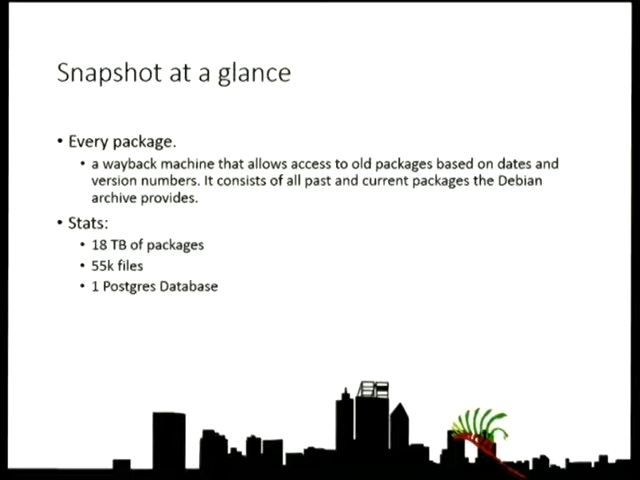 Snapshot at a glance
• Every package.
• a wayback machine that allows access to old packages based on dates and
version numbers. It consists of all past and current packages the Debian
archive provides.
• Stats:
• 18 TB of packages
• 55k files
• 1 Postgres Database